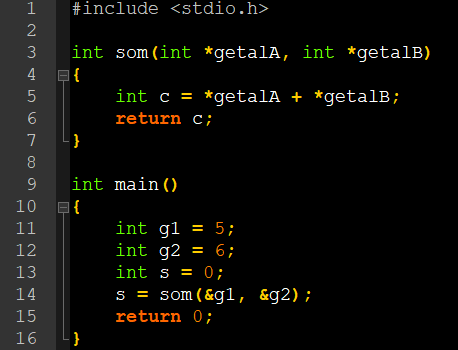 1 #include <stdio.h>
2
3 int som(int *getalA, int *getalB)
4 {
5     int c = *getalA + *getalB;
6     return c;
7 }
8
9 int main()
10 {
11     int g1 = 5;
12     int g2 = 6;
13     int s = 0;
14     s = som(&g1, &g2);
15     return 0;
16 }